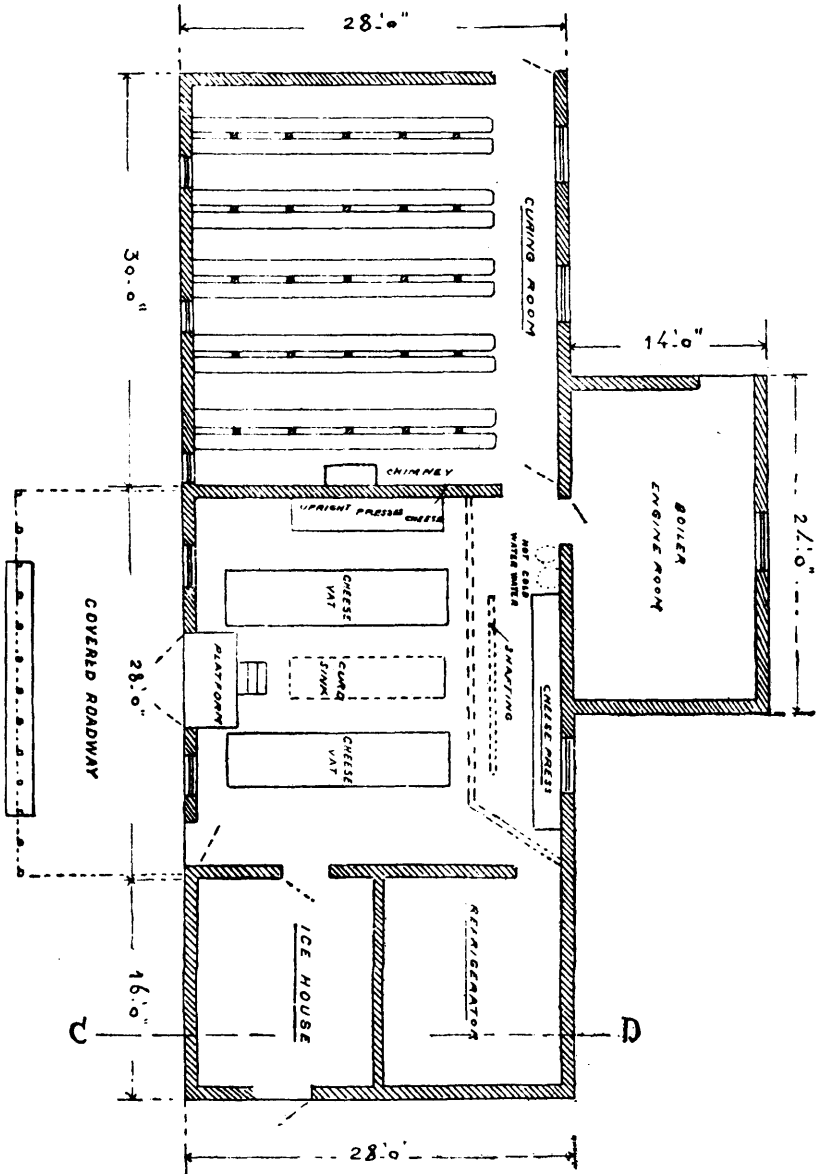 28'.0"
CURING ROOM
30'.0"
14'.0"
BOILER
ENGINE ROOM
24'.0"
CHIMNEY
UPRIGHT PRESSES CHEESE
HOT COLD
WATER WATER
CHEESE
VAT
SHAFTING
CHEESE PRESS
PLATFORM
CURD
SINK
28'.0"
COVERED ROADWAY
CHEESE
VAT
ICE HOUSE
REFRIGERATOR
16'.0"
C
D
28'.0'